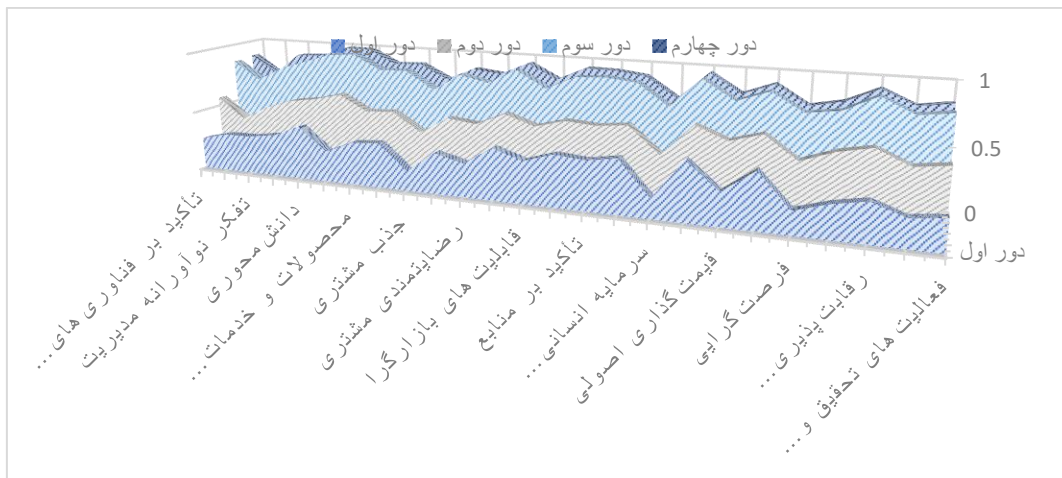 دور اول
دور دوم
دور سوم
دور چهارم
1
0.5
0
دور اول
تأکید بر فناوری های...
تفکر نوآورانه مدیریت
دانش محوری
محصولات و خدمات...
جذب مشتری
رضایتمندی مشتری
قابلیت های بازارگرا
تأکید بر منابع
سرمایه انسانی...
قیمت گذاری اصولی
فرصت گرایی
رقابت پذیری...
فعالیت های تحقیق و...